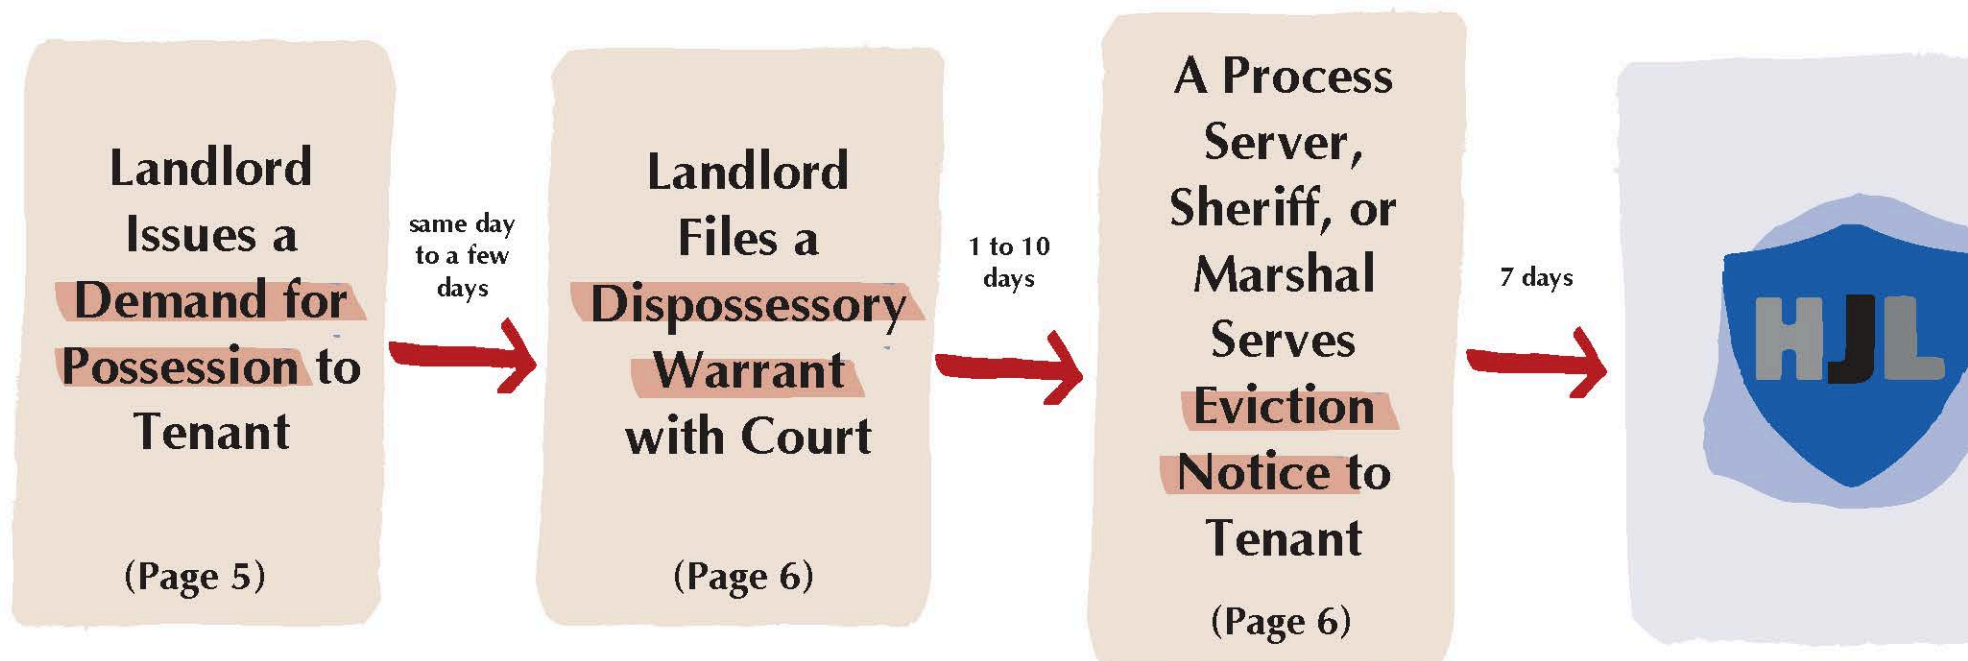 Landlord
Issues a
Demand for
Possession to
Tenant
(Page 5)
same day
to a few
days
Landlord
Files a
Dispossessory
Warrant
with Court
(Page 6)
1 to 10
days
A Process
Server,
Sheriff, or
Marshal
Serves
Eviction
Notice to
Tenant
(Page 6)
7 days
HJL